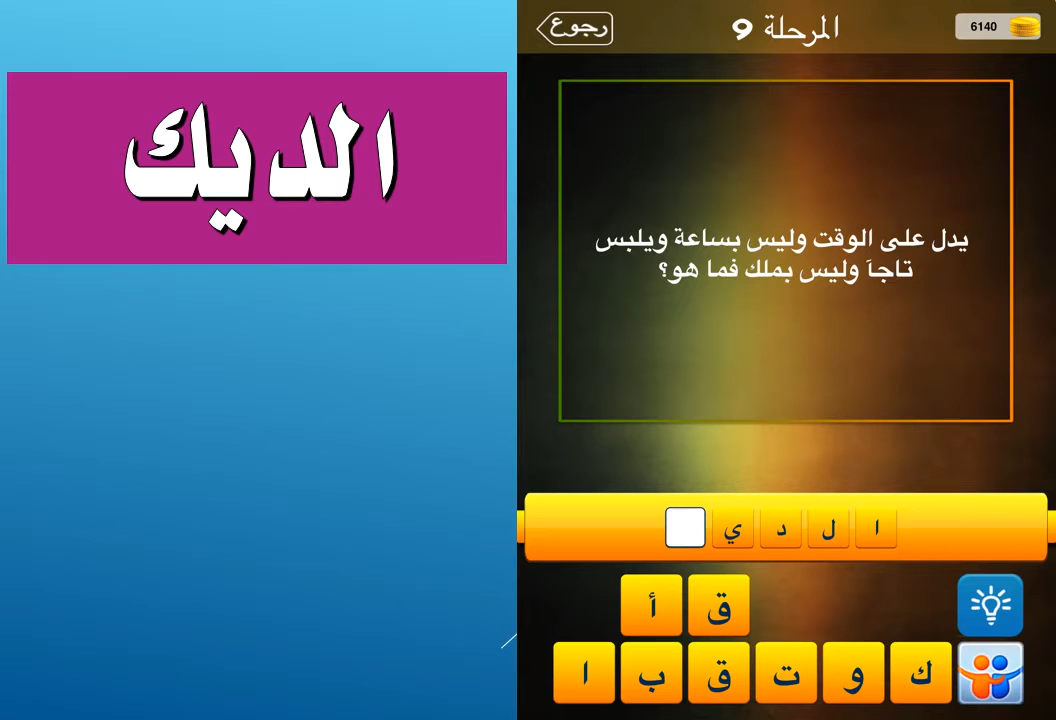 الديك
رجوع
المرحلة 9
6140
يدل على الوقت وليس بساعة ويلبس
تاجاَ وليس بملك فما هو؟
ا ل د ي
ق أ
ك و ت ق ب ا